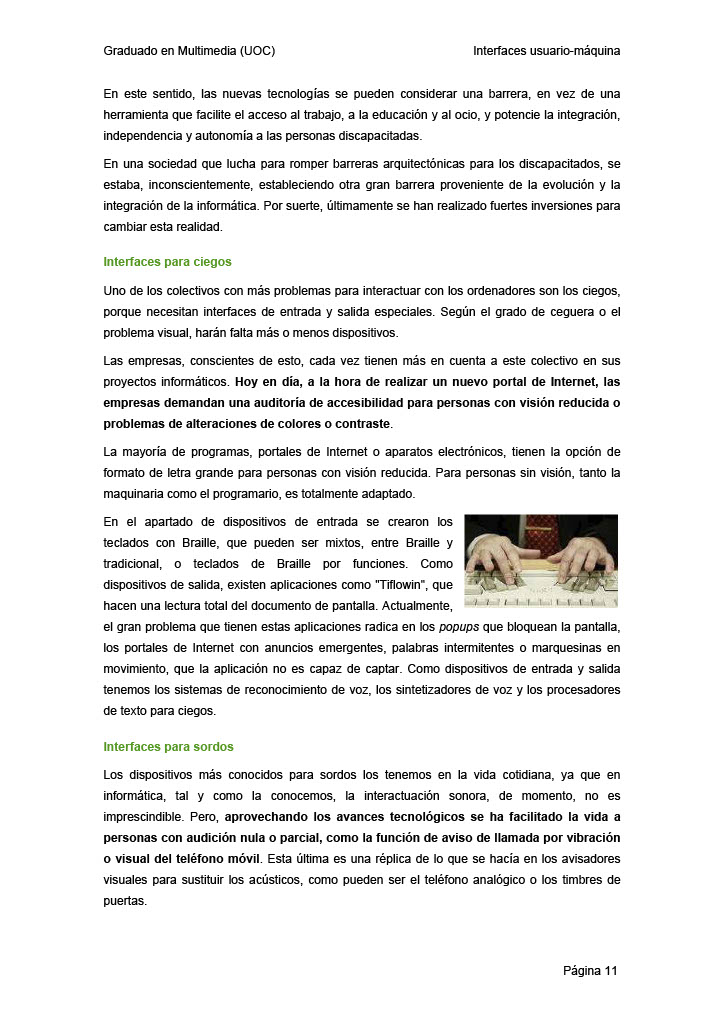 Graduado en Multimedia (UOC) Interfaces usuario-máquina
En este sentido, las nuevas tecnologías se pueden considerar una barrera, en vez de una
herramienta que facilite el acceso al trabajo, a la educación y al ocio, y potencie la integración,
independencia y autonomía a las personas discapacitadas.
En una sociedad que lucha para romper barreras arquitectónicas para los discapacitados, se
estaba, inconscientemente, estableciendo otra gran barrera proveniente de la evolución y la
integración de la informática. Por suerte, últimamente se han realizado fuertes inversiones para
cambiar esta realidad.
Interfaces para ciegos
Uno de los colectivos con más problemas para interactuar con los ordenadores son los ciegos,
porque necesitan interfaces de entrada y salida especiales. Según el grado de ceguera o el
problema visual, harán falta más o menos dispositivos.
Las empresas, conscientes de esto, cada vez tienen más en cuenta a este colectivo en sus
proyectos informáticos. Hoy en día, a la hora de realizar un nuevo portal de Internet, las
empresas demandan una auditoría de accesibilidad para personas con visión reducida o
problemas de alteraciones de colores o contraste.
La mayoría de programas, portales de Internet o aparatos electrónicos, tienen la opción de
formato de letra grande para personas con visión reducida. Para personas sin visión, tanto la
maquinaria como el programario, es totalmente adaptado.
En el apartado de dispositivos de entrada se crearon los
teclados con Braille, que pueden ser mixtos, entre Braille y
tradicional, o teclados de Braille por funciones. Como
dispositivos de salida, existen aplicaciones como "Tiflowin", que
hacen una lectura total del documento de pantalla. Actualmente,
el gran problema que tienen estas aplicaciones radica en los popups que bloquean la pantalla,
los portales de Internet con anuncios emergentes, palabras intermitentes o marquesinas en
movimiento, que la aplicación no es capaz de captar. Como dispositivos de entrada y salida
tenemos los sistemas de reconocimiento de voz, los sintetizadores de voz y los procesadores
de texto para ciegos.
Interfaces para sordos
Los dispositivos más conocidos para sordos los tenemos en la vida cotidiana, ya que en
informática, tal y como la conocemos, la interactuación sonora, de momento, no es
imprescindible. Pero, aprovechando los avances tecnológicos se ha facilitado la vida a
personas con audición nula o parcial, como la función de aviso de llamada por vibración
o visual del teléfono móvil. Esta última es una réplica de lo que se hacía en los avisadores
visuales para sustituir los acústicos, como pueden ser el teléfono analógico o los timbres de
puertas.
Página 11